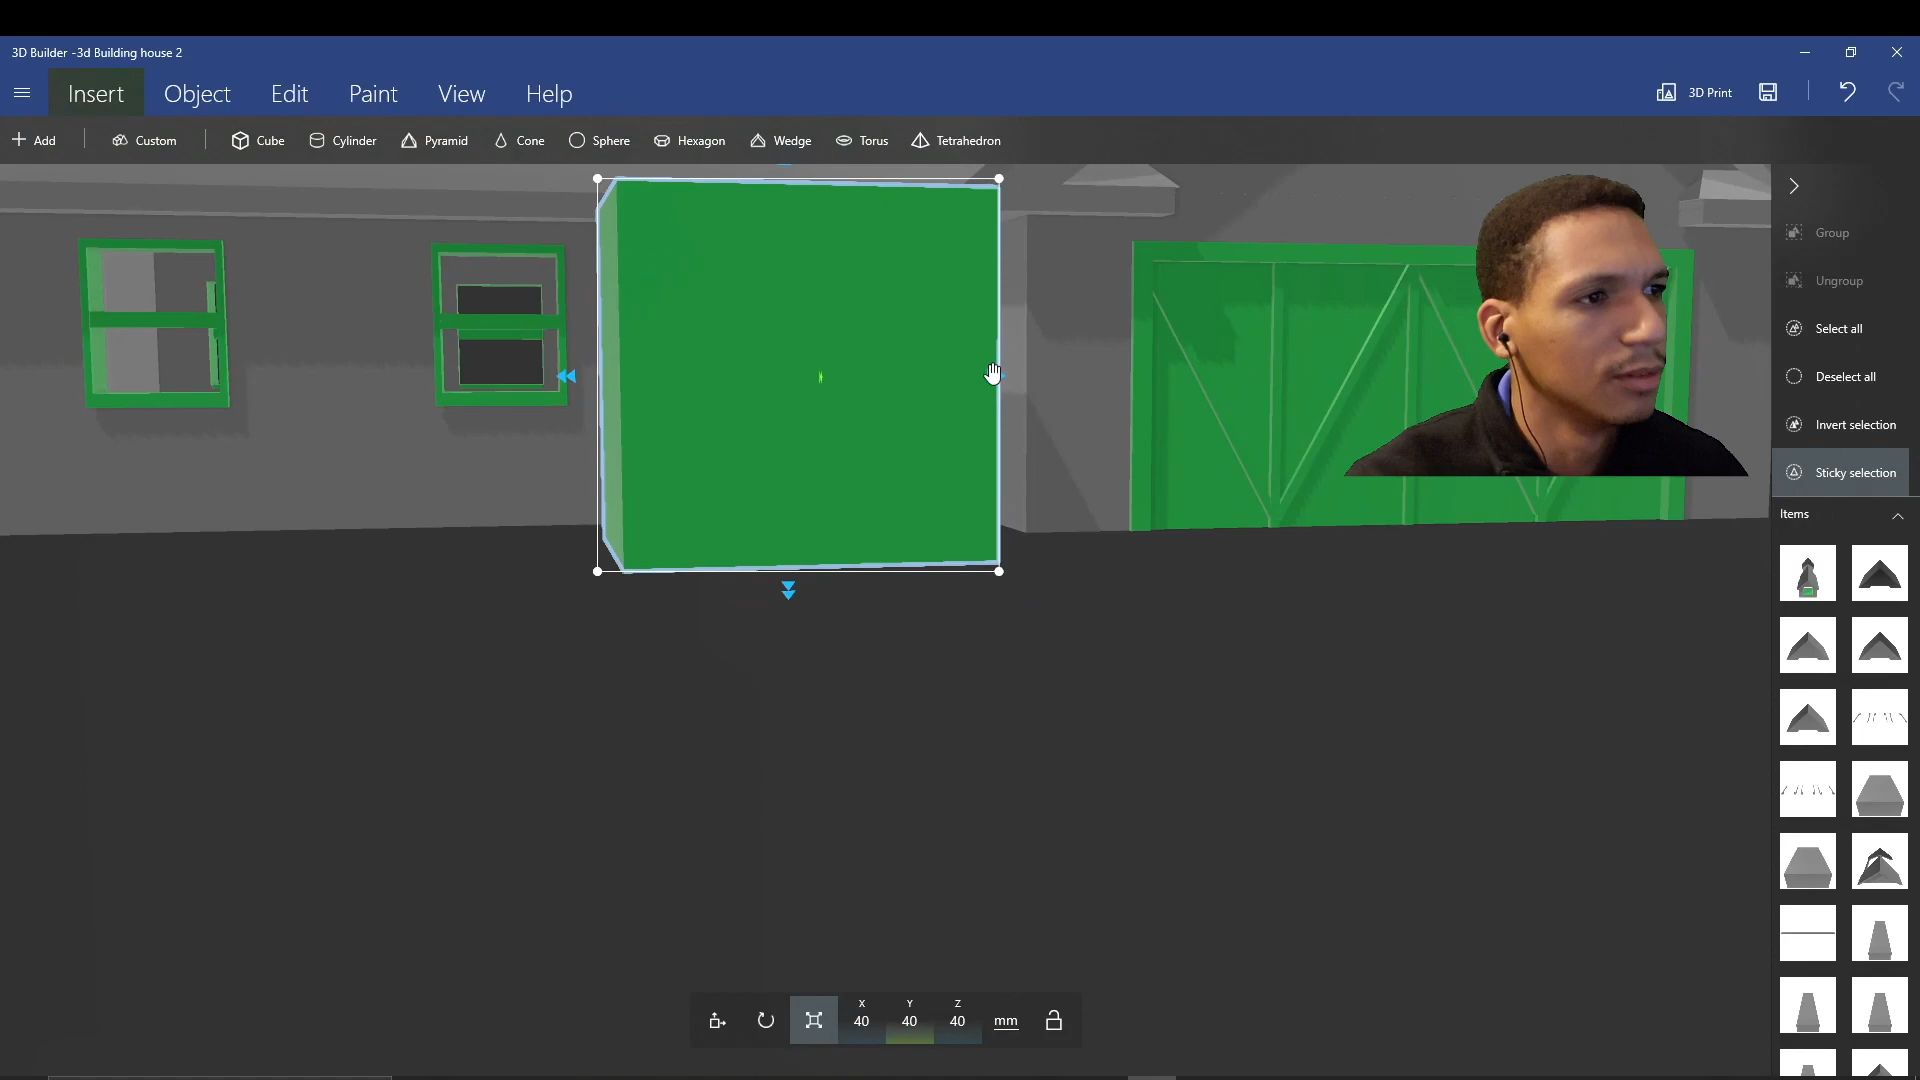 3D Builder -3d Building house 2
Insert Object Edit Paint View Help 3D Print
Add Custom Cube Cylinder Pyramid Cone Sphere Hexagon Wedge Torus Tetrahedron
Group
Ungroup
Select all
Deselect all
Invert selection
Sticky selection
Items
X Y Z
40 40 40 mm